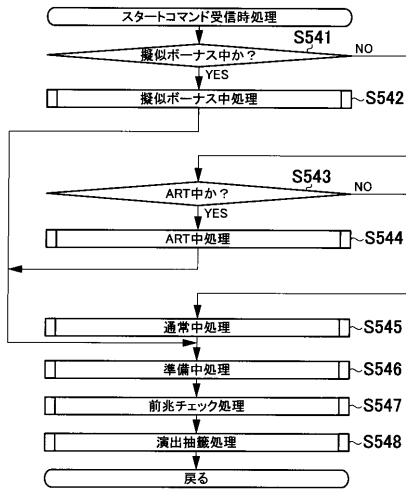 スタートコマンド受信時処理
擬似ボーナス中か？ S541 NO
YES
擬似ボーナス中処理 S542
ART中か？ S543 NO
YES
ART中処理 S544
通常中処理 S545
準備中処理 S546
前兆チェック処理 S547
演出抽籤処理 S548
戻る